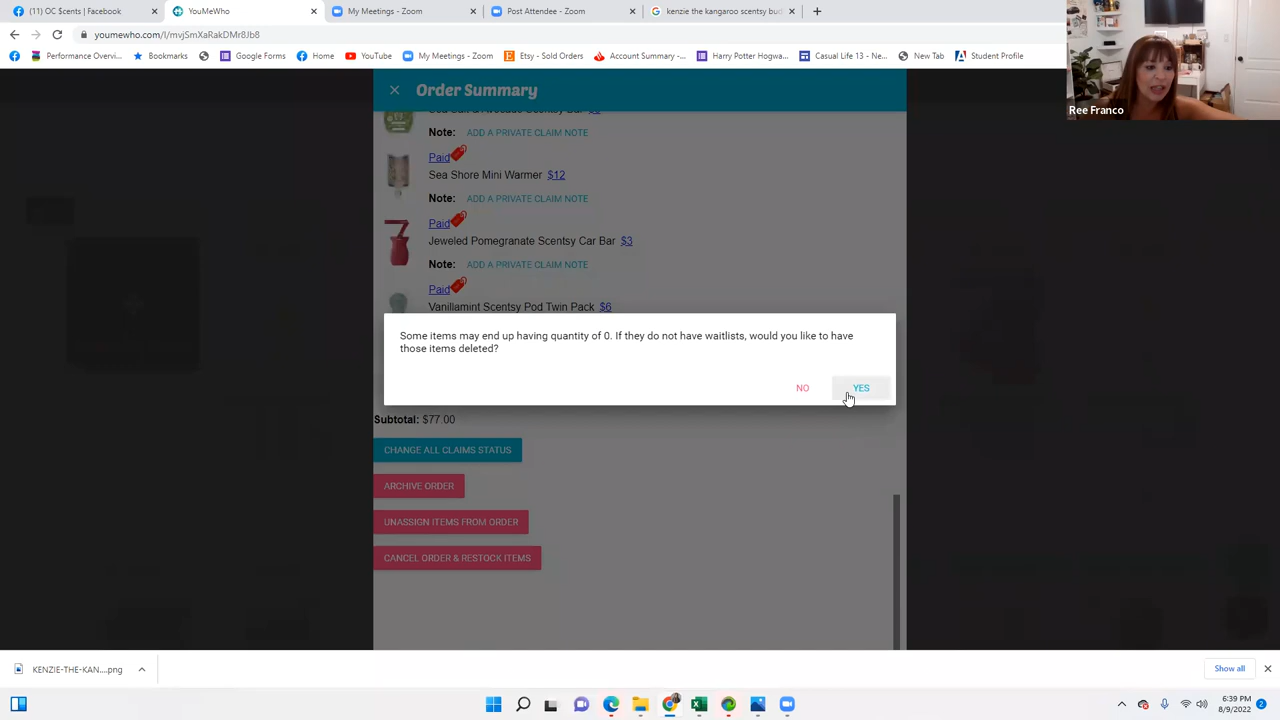 (11) OC $cents | Facebook
YouMeWho
My Meetings - Zoom
Post Attendee - Zoom
kenzie the kangaroo scentsy bud
youmewho.com/l/mvjSmXaRakDMr8Jb8
Performance Overvi...
Bookmarks
Google Forms
Home
YouTube
My Meetings - Zoom
Etsy - Sold Orders
Account Summary -...
Harry Potter Hogwa...
Casual Life 13 – Ne...
New Tab
Student Profile
Ree Franco
Order Summary
Note: ADD A PRIVATE CLAIM NOTE
Paid
Sea Shore Mini Warmer $12
Note: ADD A PRIVATE CLAIM NOTE
Paid
Jeweled Pomegranate Scentsy Car Bar $3
Note: ADD A PRIVATE CLAIM NOTE
Paid
Vanillamint Scentsy Pod Twin Pack $6
Some items may end up having quantity of 0. If they do not have waitlists, would you like to have
those items deleted?
NO YES
Subtotal: $77.00
CHANGE ALL CLAIMS STATUS
ARCHIVE ORDER
UNASSIGN ITEMS FROM ORDER
CANCEL ORDER & RESTOCK ITEMS
KENZIE-THE-KAN....png
Show all
6:39 PM
8/9/2022
2